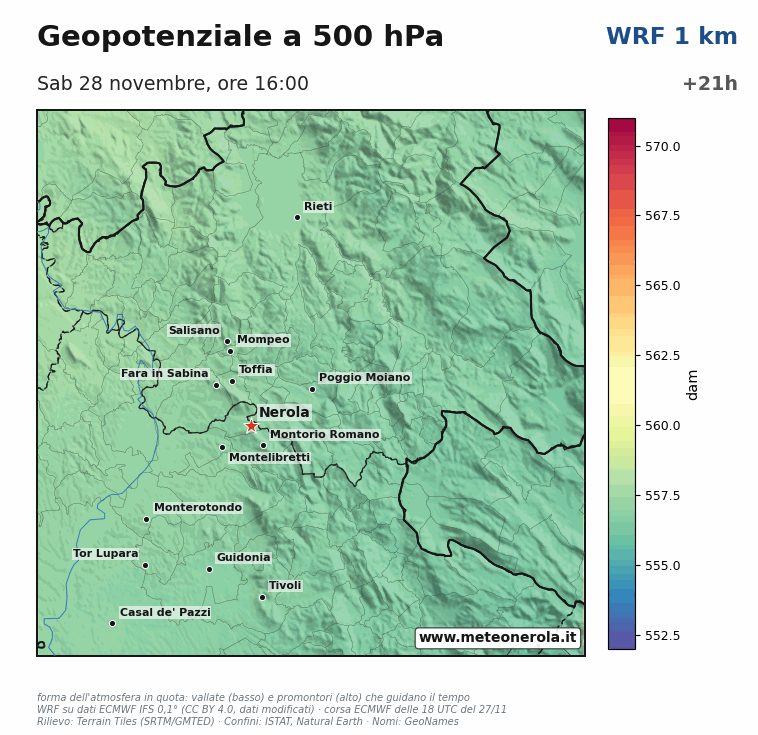 Geopotenziale a 500 hPa
WRF 1 km
Sab 28 novembre, ore 16:00
+21h
Rieti
Salisano
Mompeo
Toffia
Fara in Sabina
Poggio Moiano
Nerola
Montorio Romano
Montelibretti
Monterotondo
Tor Lupara
Guidonia
Tivoli
Casal de' Pazzi
www.meteonerola.it
570.0
567.5
565.0
562.5
560.0
557.5
555.0
552.5
dam
forma dell'atmosfera in quota: vallate (basso) e promontori (alto) che guidano il tempo
WRF su dati ECMWF IFS 0,1° (CC BY 4.0, dati modificati) · corsa ECMWF delle 18 UTC del 27/11
Rilievo: Terrain Tiles (SRTM/GMTED) · Confini: ISTAT, Natural Earth · Nomi: GeoNames